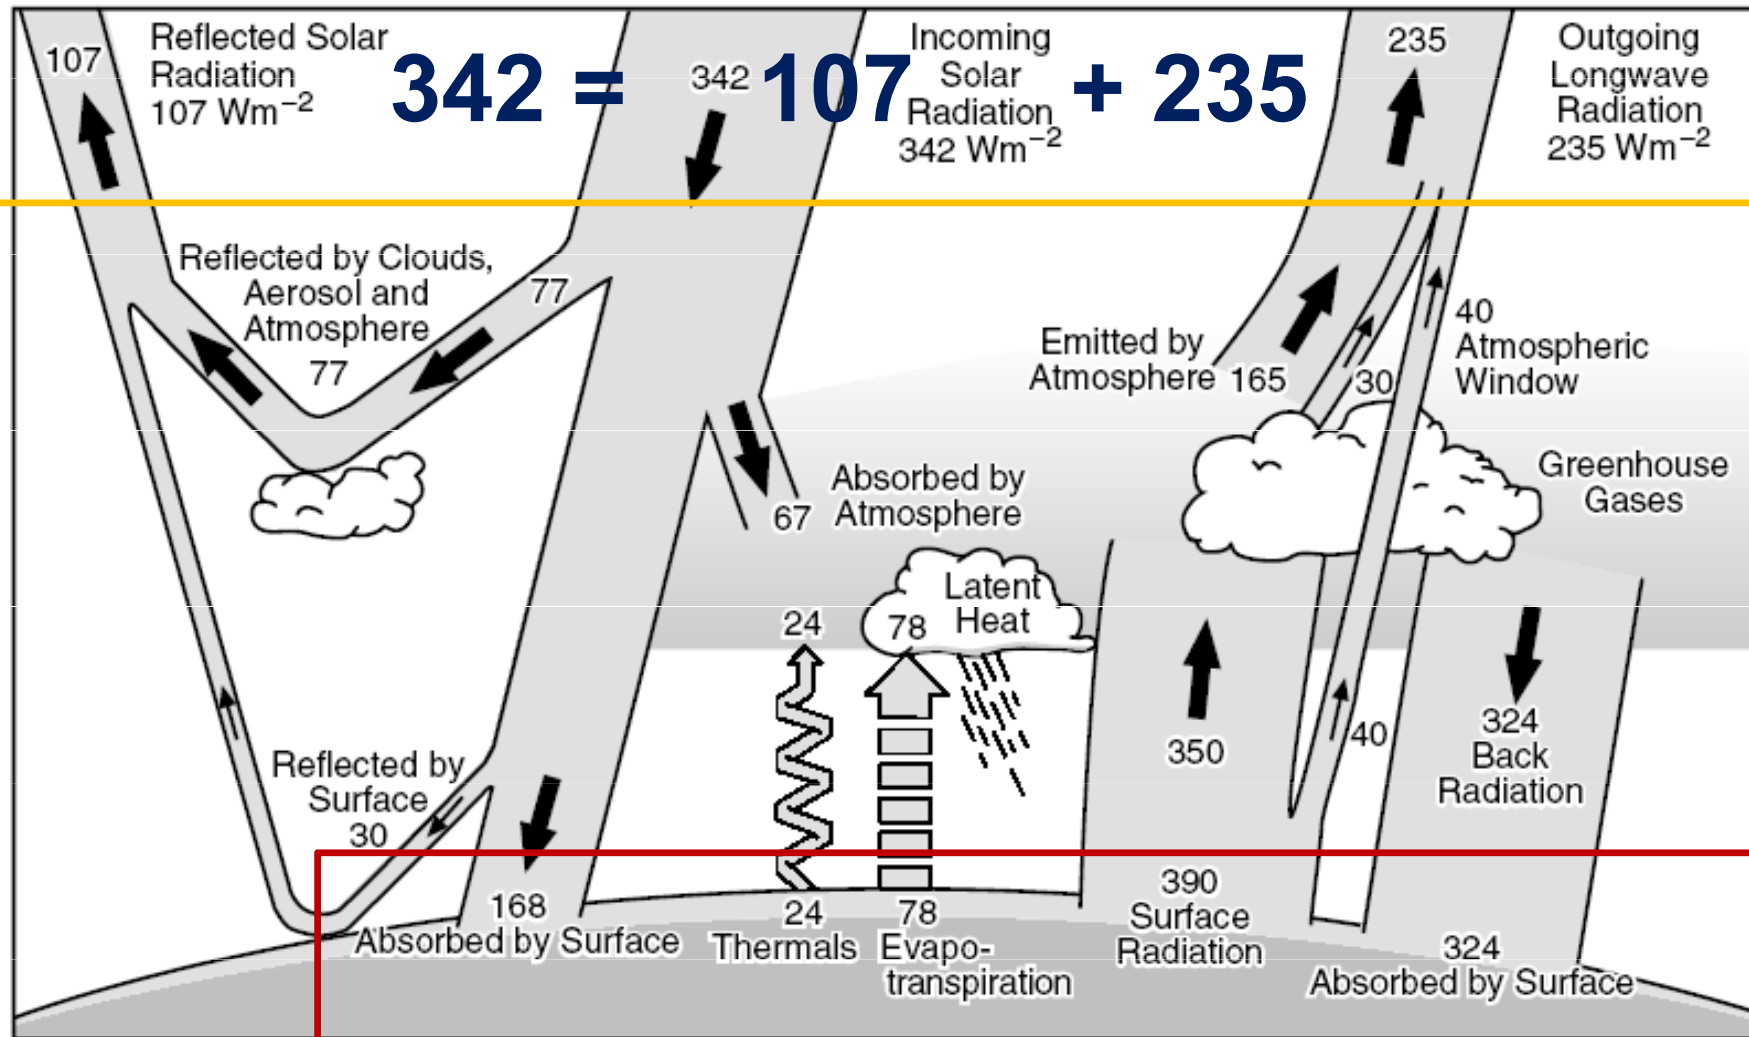 107
Reflected Solar
Radiation
107 Wm⁻²
342 = 107 + 235
342
Incoming
Solar
Radiation
342 Wm⁻²
235
Outgoing
Longwave
Radiation
235 Wm⁻²
Reflected by Clouds,
Aerosol and
Atmosphere
77
77
Emitted by
Atmosphere
165
30
40
Atmospheric
Window
Greenhouse
Gases
Absorbed by
Atmosphere
67
Latent
Heat
24
78
350
40
324
Back
Radiation
Reflected by
Surface
30
168
Absorbed by Surface
24
Thermals
78
Evapo-
transpiration
390
Surface
Radiation
324
Absorbed by Surface